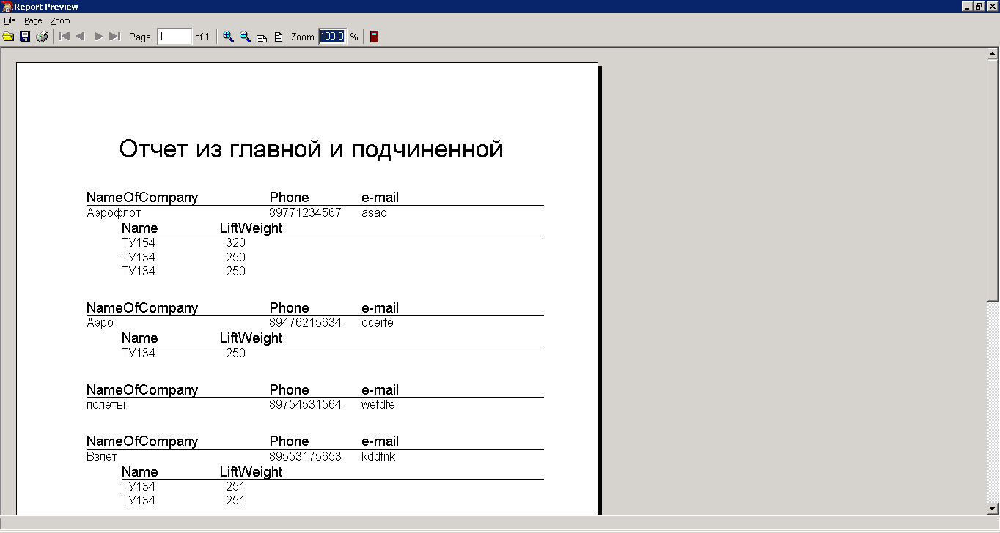 Report Preview
File Page Zoom
Page 1 of 1 Zoom 100.0 %
Отчет из главной и подчиненной
NameOfCompany Phone e-mail
Аэрофлот 89771234567 asad
Name LiftWeight
ТУ154 320
ТУ134 250
ТУ134 250
NameOfCompany Phone e-mail
Аэро 89476215634 dcerfe
Name LiftWeight
ТУ134 250
NameOfCompany Phone e-mail
полеты 89754531564 wefdfe
NameOfCompany Phone e-mail
Взлет 89553175653 kddfnk
Name LiftWeight
ТУ134 251
ТУ134 251